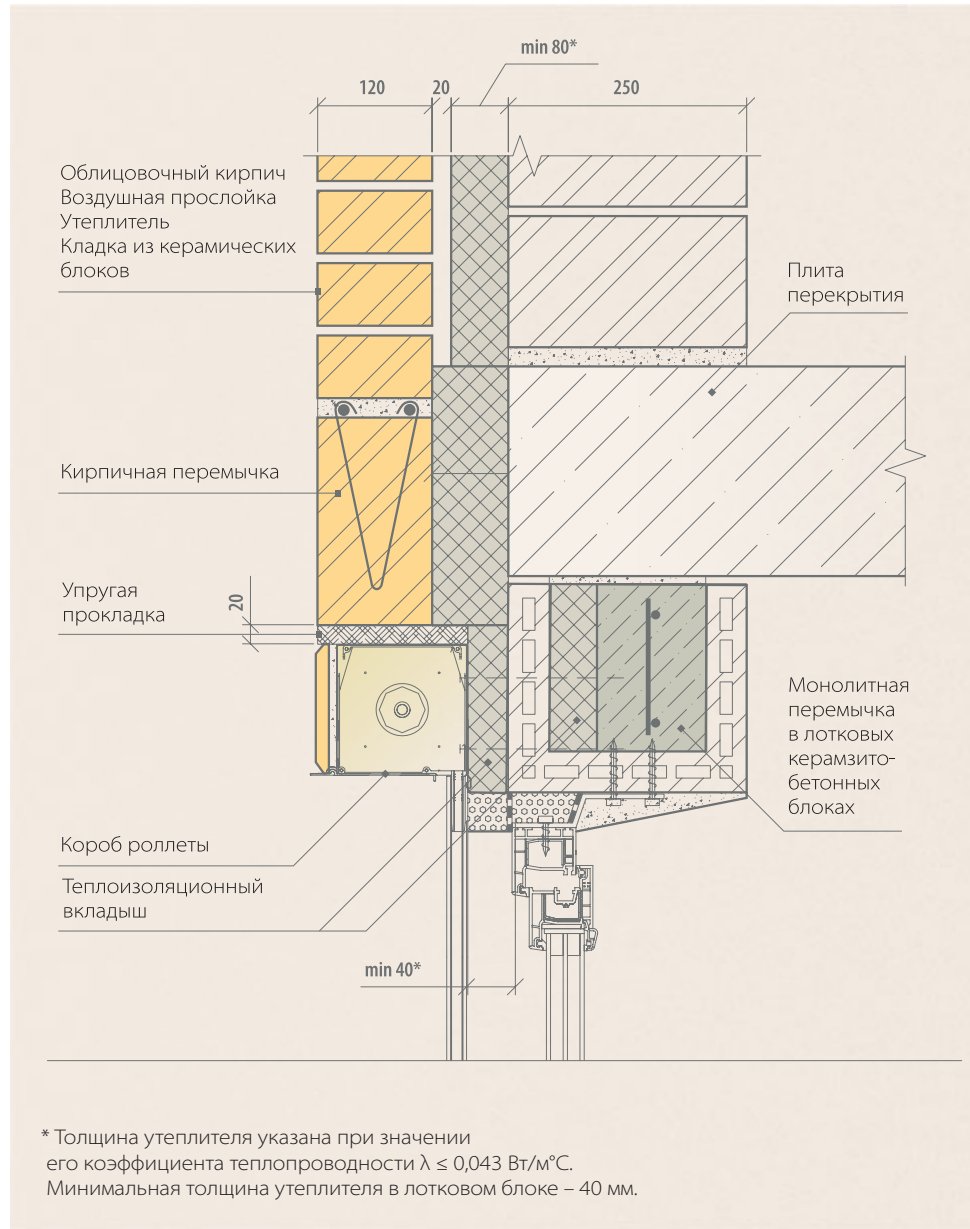 min 80*
120
20
250
Облицовочный кирпич
Воздушная прослойка
Утеплитель
Кладка из керамических
блоков
Плита
перекрытия
Кирпичная перемычка
Упругая
прокладка
20
Монолитная
перемычка
в лотковых
керамзито-
бетонных
блоках
Короб роллеты
Теплоизоляционный
вкладыш
min 40*
* Толщина утеплителя указана при значении
его коэффициента теплопроводности λ ≤ 0,043 Вт/м°С.
Минимальная толщина утеплителя в лотковом блоке – 40 мм.